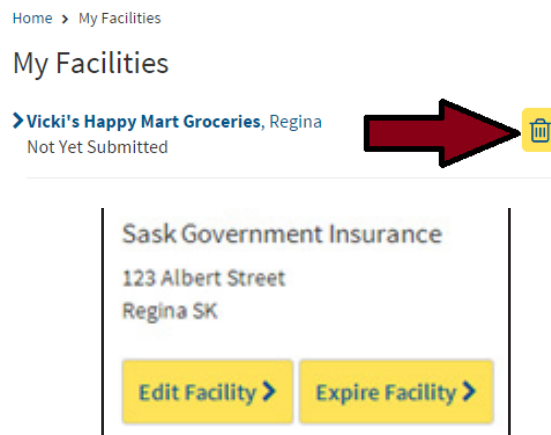 Home > My Facilities
My Facilities
Vicki's Happy Mart Groceries, Regina
Not Yet Submitted
Sask Government Insurance
123 Albert Street
Regina SK
Edit Facility Expire Facility